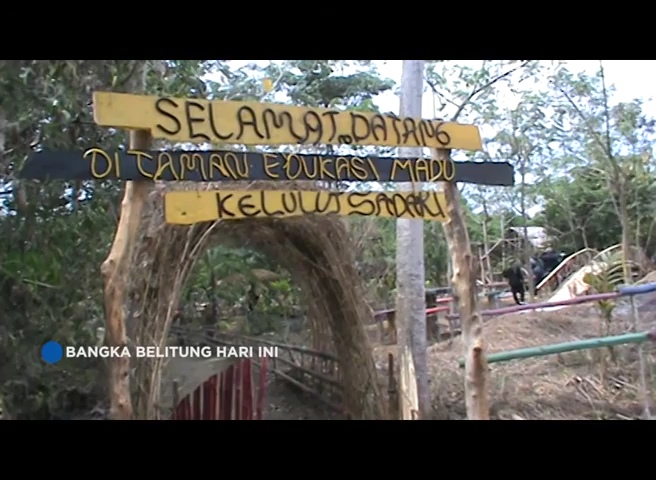 SELAMAT DATANG
DI TAMAN EDUKASI MADU
KELULUT SADAKI
BANGKA BELITUNG HARI INI